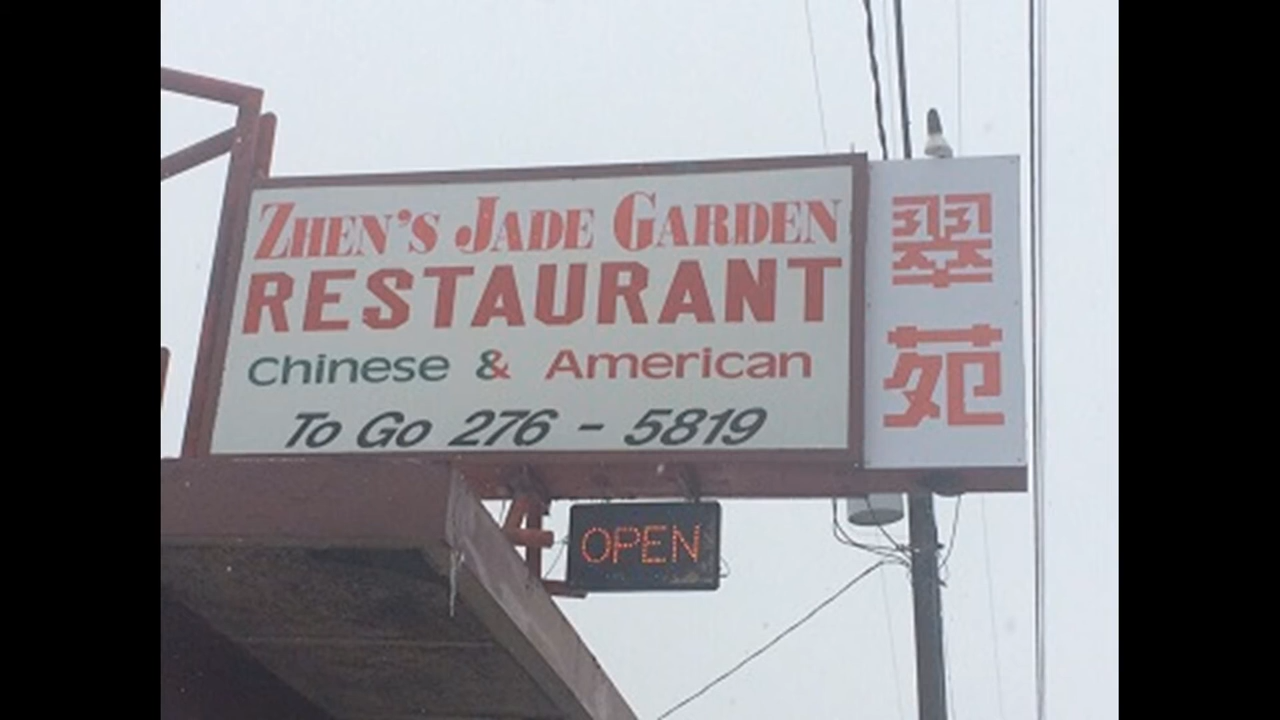 ZHEN'S JADE GARDEN
RESTAURANT
Chinese & American
To Go 276 - 5819
翠
苑
OPEN